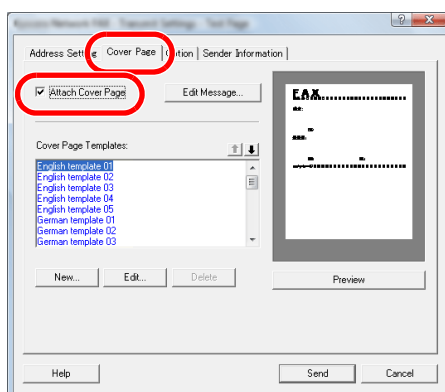 Address Setting Cover Page Option Sender Information
Attach Cover Page
Edit Message...
Cover Page Templates:
English template 01
English template 02
English template 03
English template 04
English template 05
German template 01
German template 02
German template 03
New...
Edit...
Delete
FAX
Preview
Help
Send
Cancel